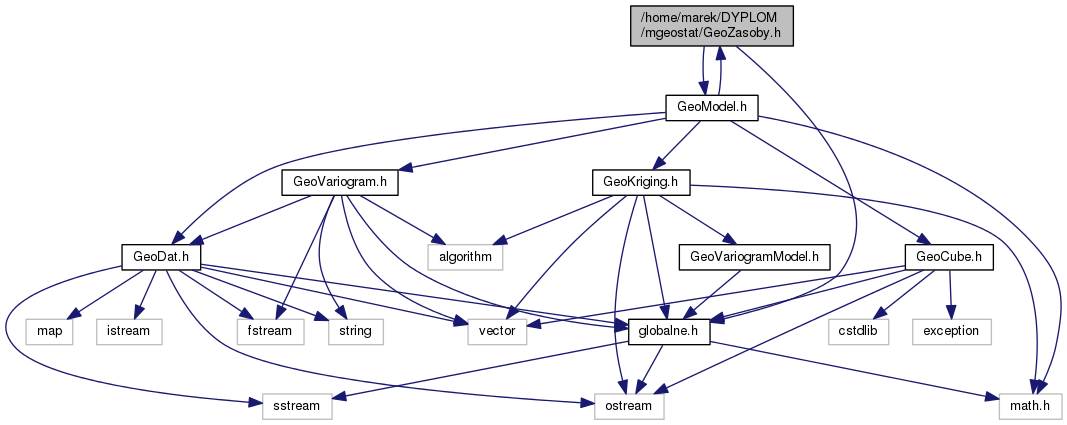 /home/marek/DYPLOM
/mgeostat/GeoZasoby.h
GeoModel.h
GeoVariogram.h
GeoKriging.h
GeoDat.h
algorithm
GeoVariogramModel.h
GeoCube.h
map
istream
fstream
string
vector
globalne.h
cstdlib
exception
sstream
ostream
math.h